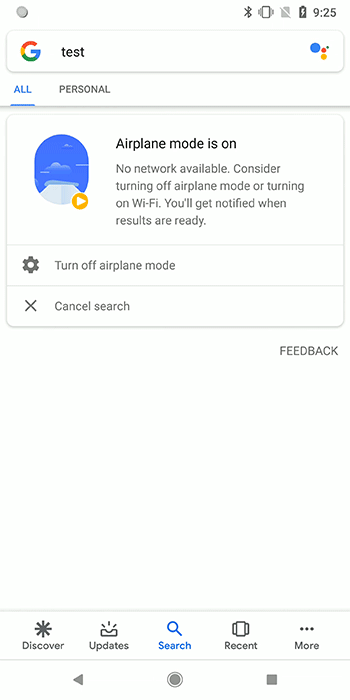 9:25
test
ALL PERSONAL
Airplane mode is on
No network available. Consider
turning off airplane mode or turning
on Wi-Fi. You'll get notified when
results are ready.
Turn off airplane mode
Cancel search
FEEDBACK
Discover Updates Search Recent More